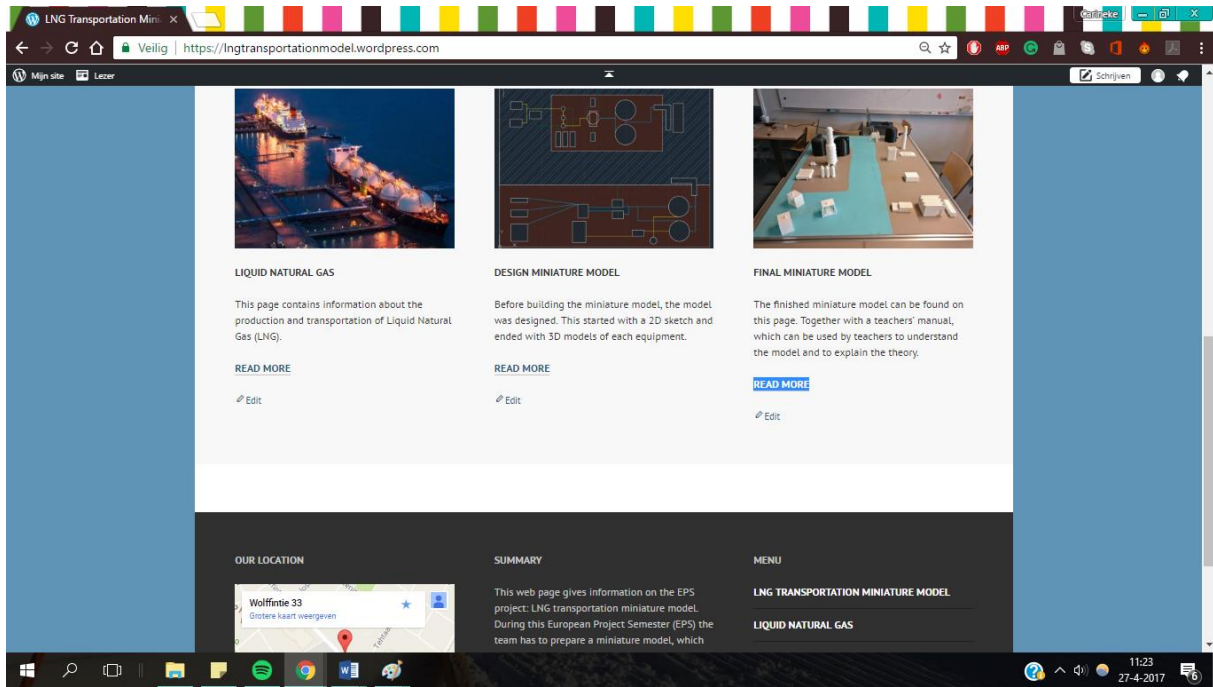 LNG Transportation Mini
Carlineke
Veilig https://lngtransportationmodel.wordpress.com
ABP
Mijn site Lezer Schrijven
LIQUID NATURAL GAS
This page contains information about the
production and transportation of Liquid Natural
Gas (LNG).
READ MORE
Edit
DESIGN MINIATURE MODEL
Before building the miniature model, the model
was designed. This started with a 2D sketch and
ended with 3D models of each equipment.
READ MORE
Edit
FINAL MINIATURE MODEL
The finished miniature model can be found on
this page. Together with a teachers' manual,
which can be used by teachers to understand
the model and to explain the theory.
READ MORE
Edit
OUR LOCATION
Wolffintie 33
Grotere kaart weergeven
SUMMARY
This web page gives information on the EPS
project: LNG transportation miniature model.
During this European Project Semester (EPS) the
team has to prepare a miniature model, which
MENU
LNG TRANSPORTATION MINIATURE MODEL
LIQUID NATURAL GAS
11:23
27-4-2017
6